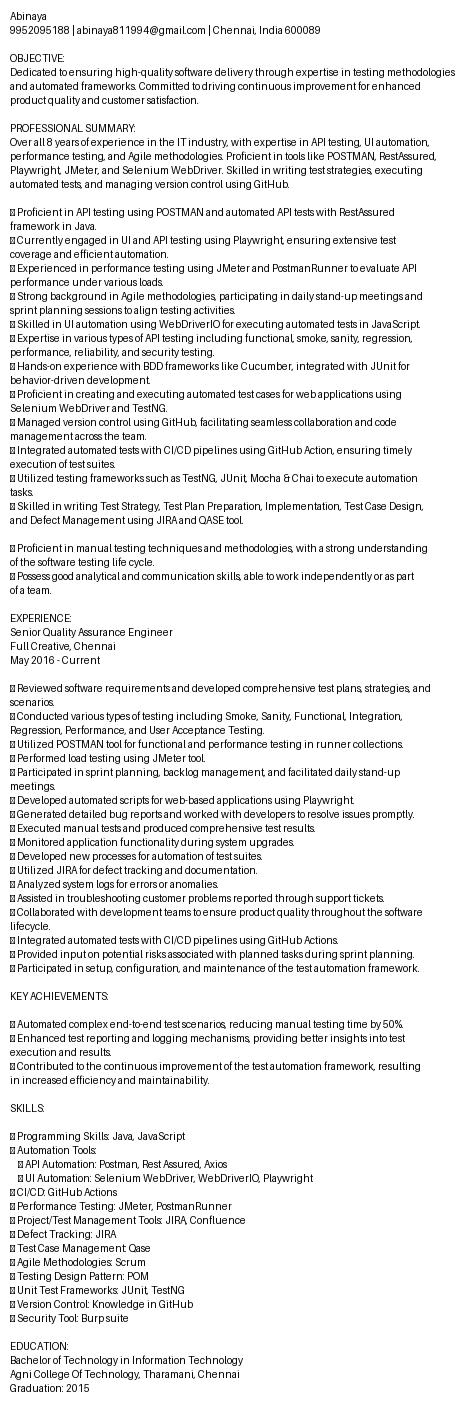 Abinaya
9952095188 | abinaya811994@gmail.com | Chennai, India 600089
OBJECTIVE:
Dedicated to ensuring high-quality software delivery through expertise in testing methodologies
and automated frameworks. Committed to driving continuous improvement for enhanced
product quality and customer satisfaction.
PROFESSIONAL SUMMARY:
Over all 8 years of experience in the IT industry, with expertise in API testing, UI automation,
performance testing, and Agile methodologies. Proficient in tools like POSTMAN, RestAssured,
Playwright, JMeter, and Selenium WebDriver. Skilled in writing test strategies, executing
automated tests, and managing version control using GitHub.
Proficient in API testing using POSTMAN and automated API tests with RestAssured
framework in Java.
Currently engaged in UI and API testing using Playwright, ensuring extensive test
coverage and efficient automation.
Experienced in performance testing using JMeter and PostmanRunner to evaluate API
performance under various loads.
Strong background in Agile methodologies, participating in daily stand-up meetings and
sprint planning sessions to align testing activities.
Skilled in UI automation using WebDriverIO for executing automated tests in JavaScript.
Expertise in various types of API testing including functional, smoke, sanity, regression,
performance, reliability, and security testing.
Hands-on experience with BDD frameworks like Cucumber, integrated with JUnit for
behavior-driven development.
Proficient in creating and executing automated test cases for web applications using
Selenium WebDriver and TestNG.
Managed version control using GitHub, facilitating seamless collaboration and code
management across the team.
Integrated automated tests with CI/CD pipelines using GitHub Action, ensuring timely
execution of test suites.
Utilized testing frameworks such as TestNG, JUnit, Mocha & Chai to execute automation
tasks.
Skilled in writing Test Strategy, Test Plan Preparation, Implementation, Test Case Design,
and Defect Management using JIRA and QASE tool.
Proficient in manual testing techniques and methodologies, with a strong understanding
of the software testing life cycle.
Possess good analytical and communication skills, able to work independently or as part
of a team.
EXPERIENCE:
Senior Quality Assurance Engineer
Full Creative, Chennai
May 2016 - Current
Reviewed software requirements and developed comprehensive test plans, strategies, and
scenarios.
Conducted various types of testing including Smoke, Sanity, Functional, Integration,
Regression, Performance, and User Acceptance Testing.
Utilized POSTMAN tool for functional and performance testing in runner collections.
Performed load testing using JMeter tool.
Participated in sprint planning, backlog management, and facilitated daily stand-up
meetings.
Developed automated scripts for web-based applications using Playwright.
Generated detailed bug reports and worked with developers to resolve issues promptly.
Executed manual tests and produced comprehensive test results.
Monitored application functionality during system upgrades.
Developed new processes for automation of test suites.
Utilized JIRA for defect tracking and documentation.
Analyzed system logs for errors or anomalies.
Assisted in troubleshooting customer problems reported through support tickets.
Collaborated with development teams to ensure product quality throughout the software
lifecycle.
Integrated automated tests with CI/CD pipelines using GitHub Actions.
Provided input on potential risks associated with planned tasks during sprint planning.
Participated in setup, configuration, and maintenance of the test automation framework.
KEY ACHIEVEMENTS:
Automated complex end-to-end test scenarios, reducing manual testing time by 50%.
Enhanced test reporting and logging mechanisms, providing better insights into test
execution and results.
Contributed to the continuous improvement of the test automation framework, resulting
in increased efficiency and maintainability.
SKILLS:
Programming Skills: Java, JavaScript
Automation Tools:
API Automation: Postman, Rest Assured, Axios
UI Automation: Selenium WebDriver, WebDriverIO, Playwright
CI/CD: GitHub Actions
Performance Testing: JMeter, PostmanRunner
Project/Test Management Tools: JIRA, Confluence
Defect Tracking: JIRA
Test Case Management: Qase
Agile Methodologies: Scrum
Testing Design Pattern: POM
Unit Test Frameworks: JUnit, TestNG
Version Control: Knowledge in GitHub
Security Tool: Burp suite
EDUCATION:
Bachelor of Technology in Information Technology
Agni College Of Technology, Tharamani, Chennai
Graduation: 2015